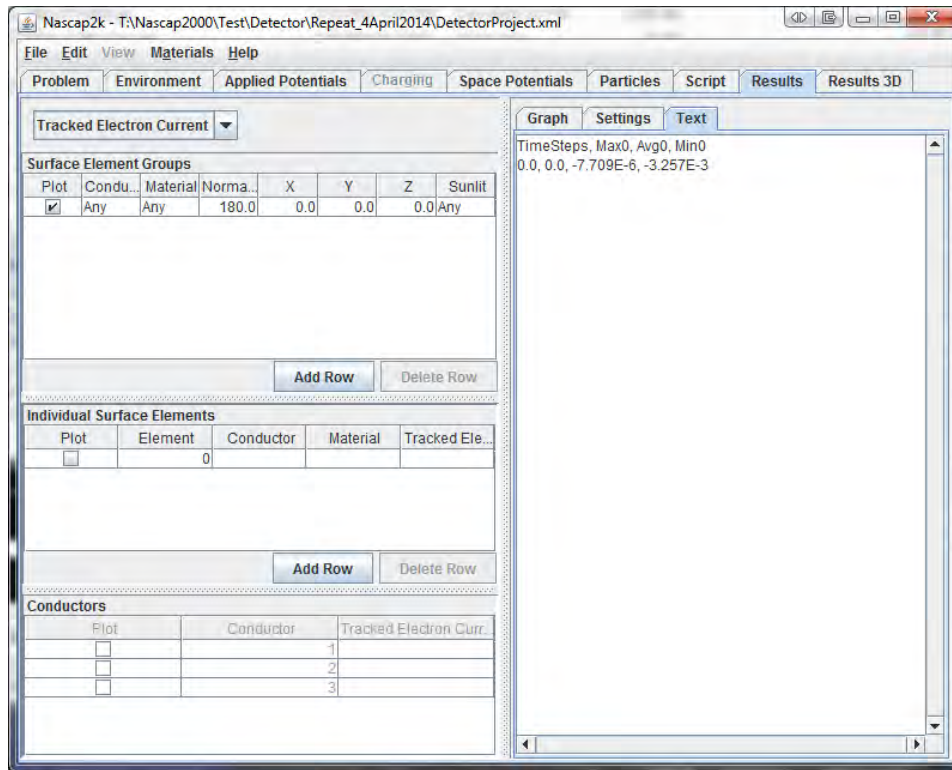 Nascap2k - T:\Nascap2000\Test\Detector\Repeat_4April2014\DetectorProject.xml
File Edit View Materials Help
Problem Environment Applied Potentials Charging Space Potentials Particles Script Results Results 3D
Tracked Electron Current
Surface Element Groups
Plot Condu... Material Norma... X Y Z Sunlit
Any Any 180.0 0.0 0.0 0.0 Any
Add Row Delete Row
Individual Surface Elements
Plot Element Conductor Material Tracked Ele...
0
Add Row Delete Row
Conductors
Plot Conductor Tracked Electron Curr...
1
2
3
Graph Settings Text
TimeSteps, Max0, Avg0, Min0
0.0, 0.0, -7.709E-6, -3.257E-3